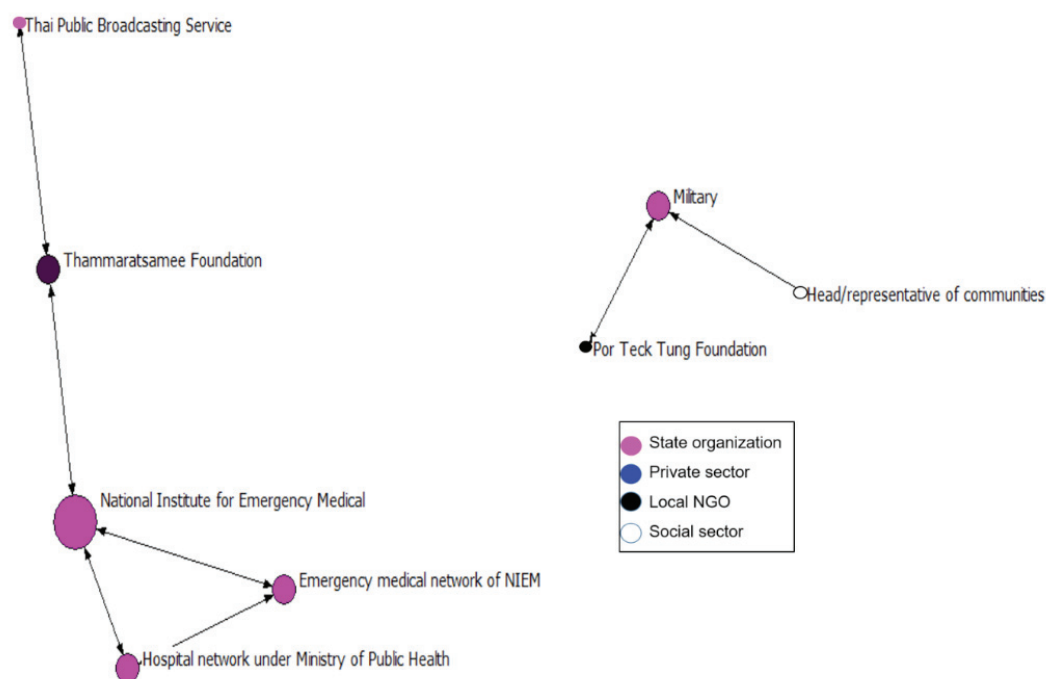 Thai Public Broadcasting Service
Military
Thammaratsamee Foundation
Head/representative of communities
Por Teck Tung Foundation
State organization
Private sector
Local NGO
Social sector
National Institute for Emergency Medical
Emergency medical network of NIEM
Hospital network under Ministry of Public Health